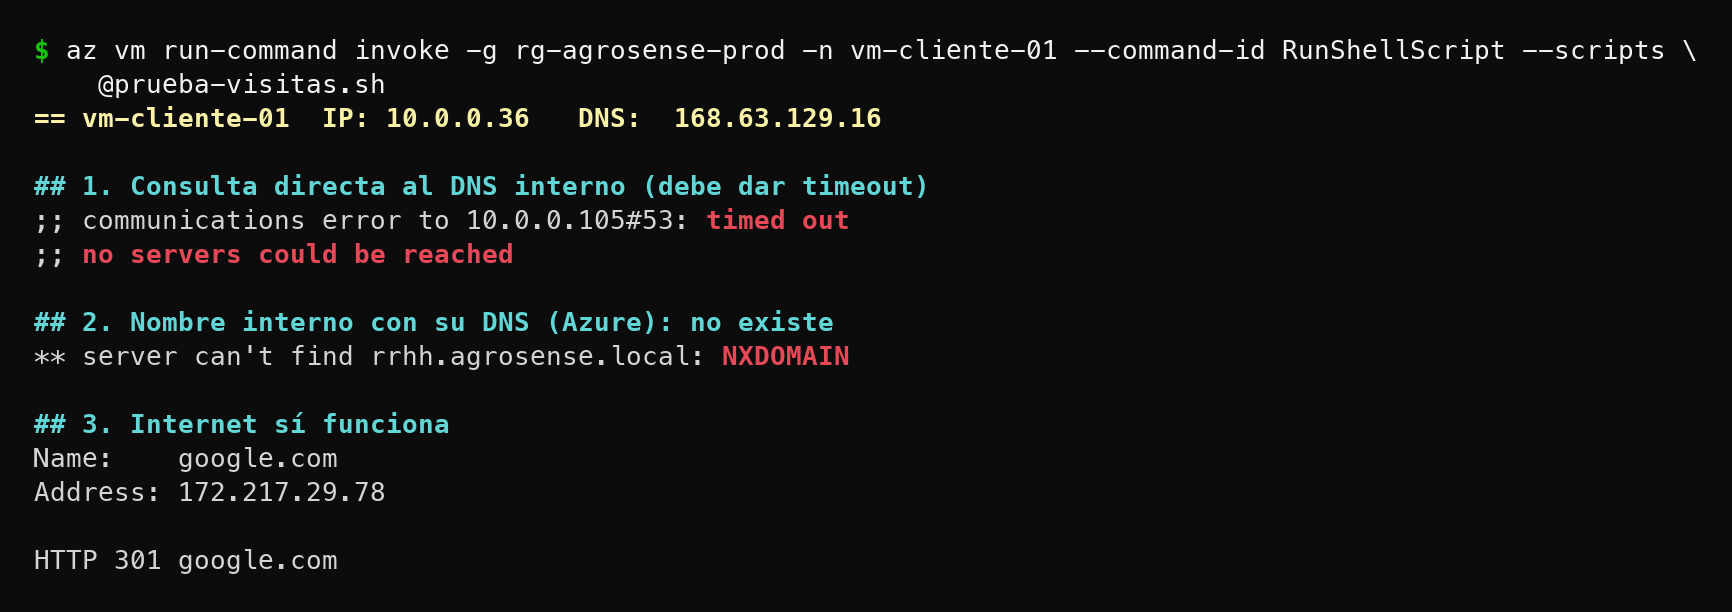 $ az vm run-command invoke -g rg-agrosense-prod -n vm-cliente-01 --command-id RunShellScript --scripts \
@prueba-visitas.sh
== vm-cliente-01  IP: 10.0.0.36   DNS:  168.63.129.16
## 1. Consulta directa al DNS interno (debe dar timeout)
;; communications error to 10.0.0.105#53: timed out
;; no servers could be reached
## 2. Nombre interno con su DNS (Azure): no existe
** server can't find rrhh.agrosense.local: NXDOMAIN
## 3. Internet sí funciona
Name:    google.com
Address: 172.217.29.78
HTTP 301 google.com